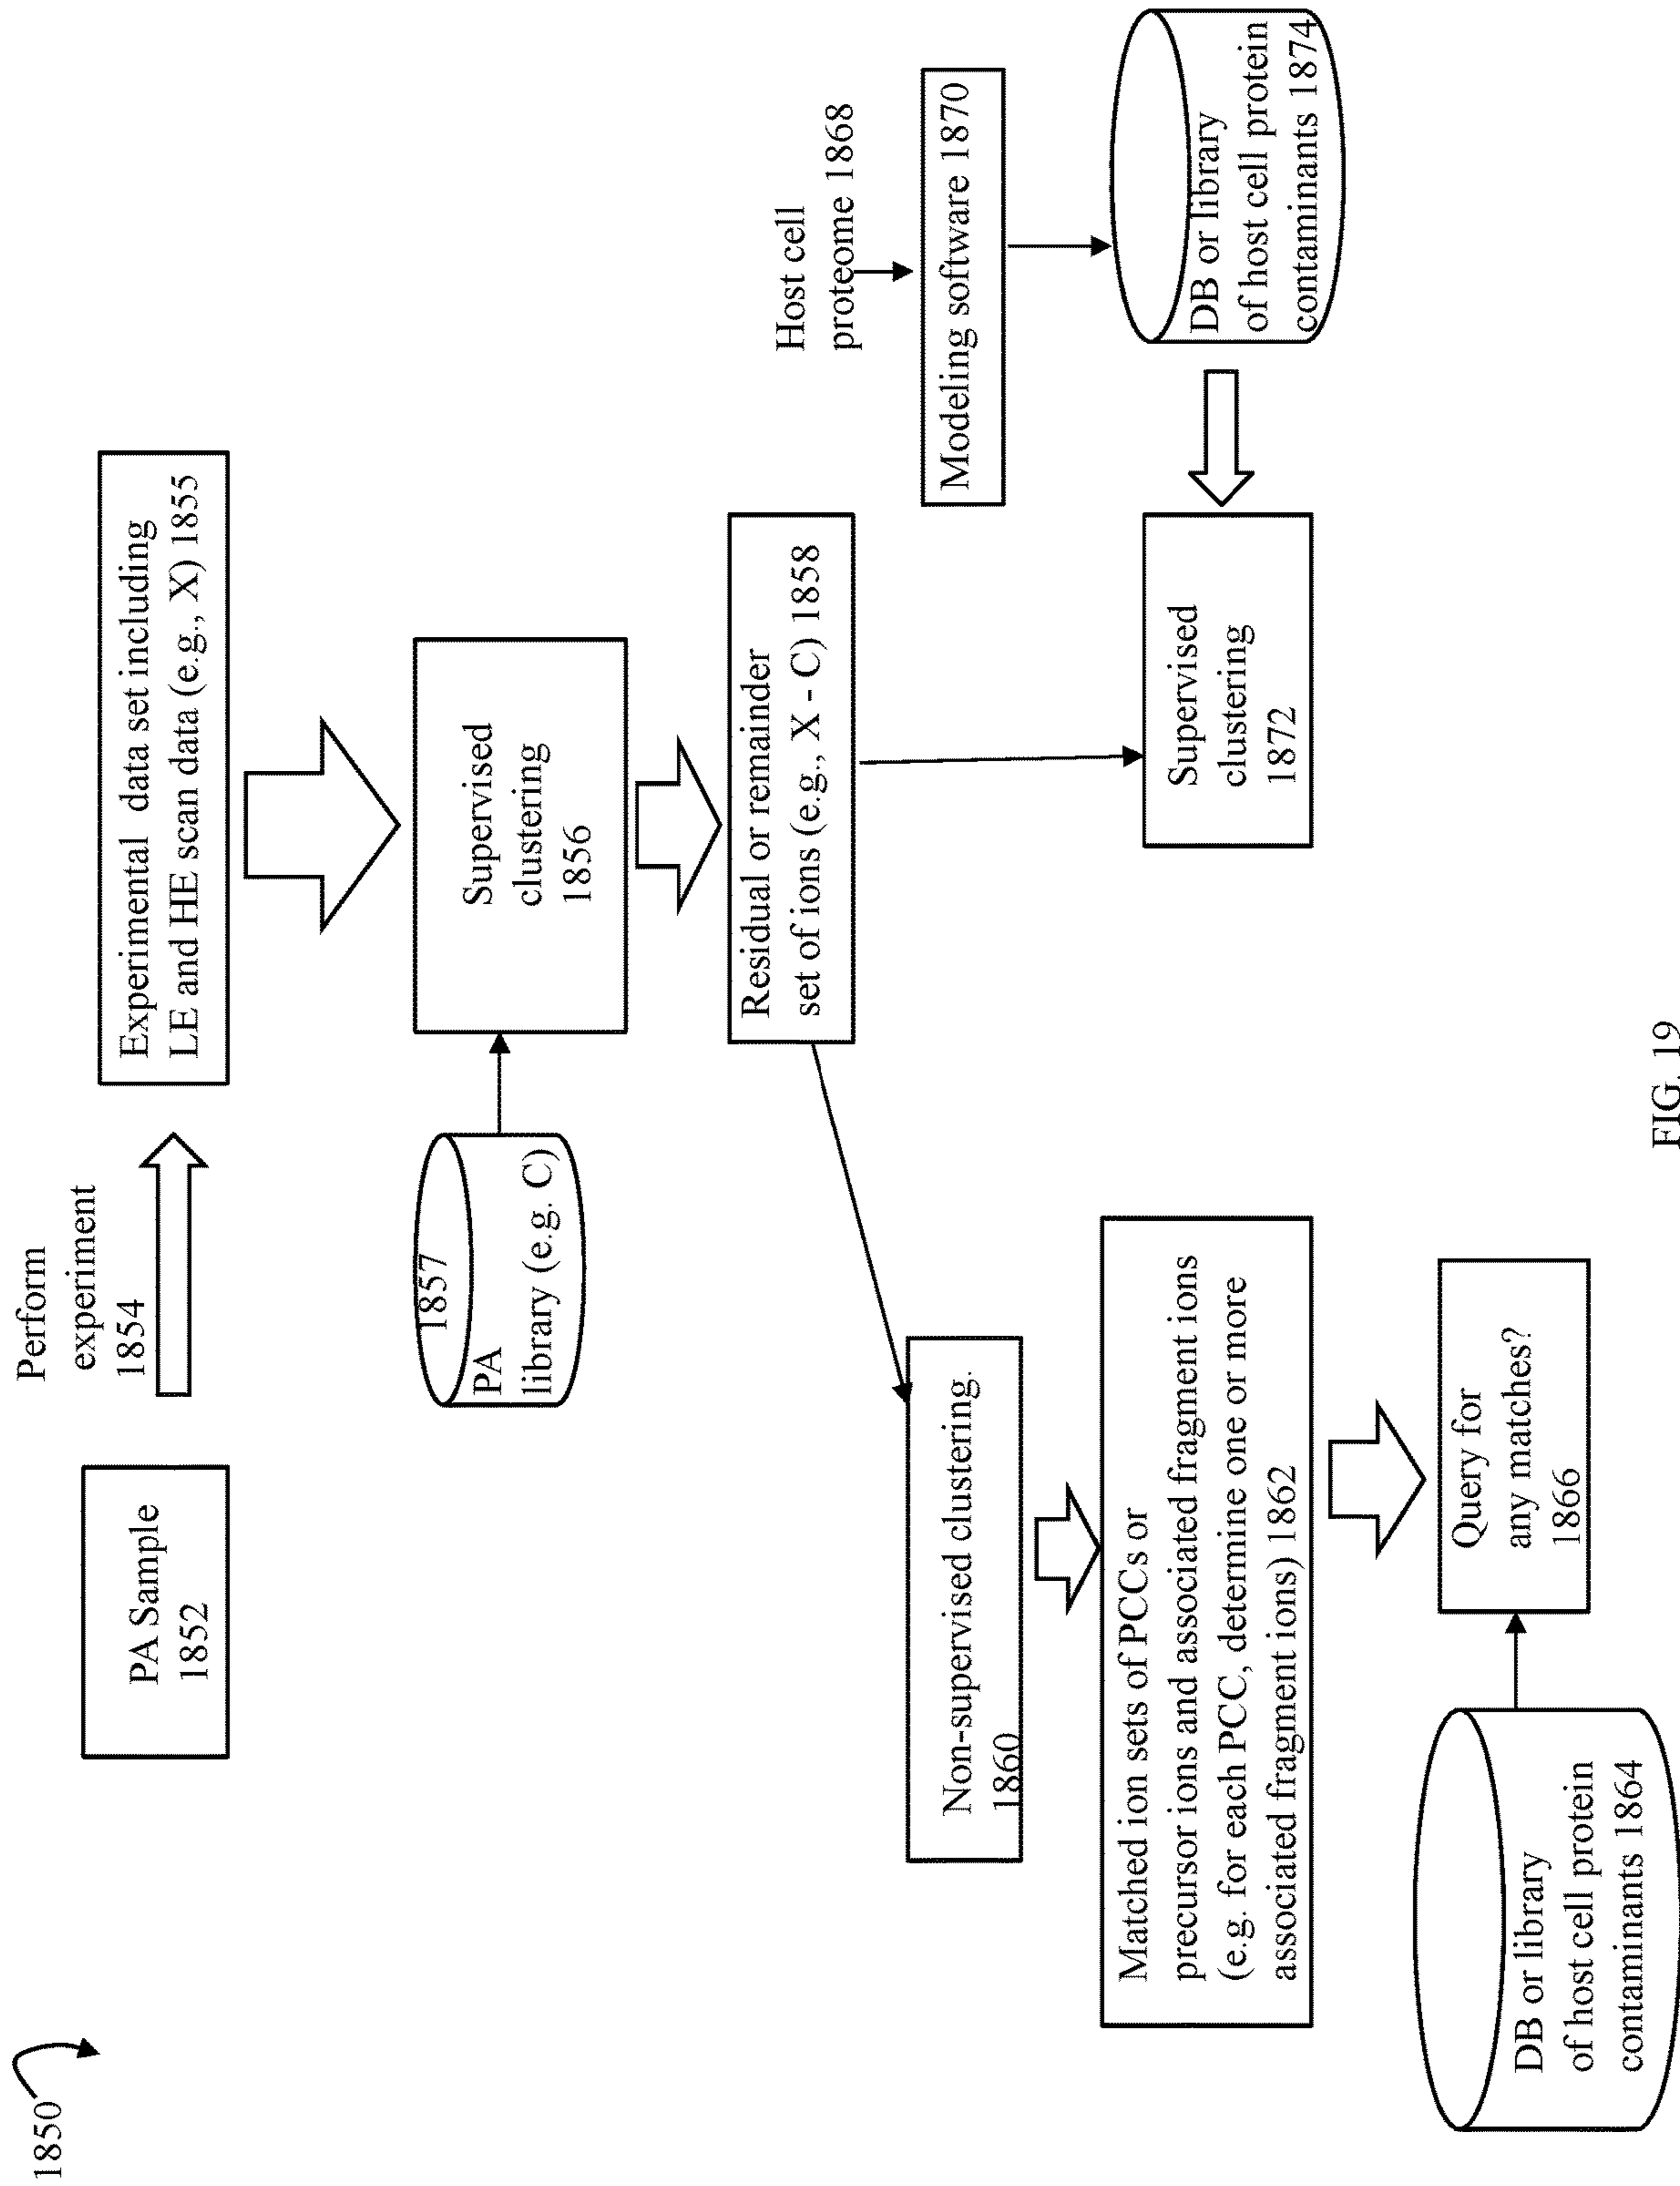 1850
PA Sample
1852
Perform
experiment
1854
Experimental data set including
LE and HE scan data (e.g., X) 1855
1857
PA
library (e.g. C)
Supervised
clustering
1856
Residual or remainder
set of ions (e.g., X - C) 1858
Non-supervised clustering.
1860
Matched ion sets of PCCs or
precursor ions and associated fragment ions
(e.g. for each PCC, determine one or more
associated fragment ions) 1862
DB or library
of host cell protein
contaminants 1864
Query for
any matches?
1866
Host cell
proteome 1868
Modeling software 1870
DB or library
of host cell protein
contaminants 1874
Supervised
clustering
1872
FIG. 19